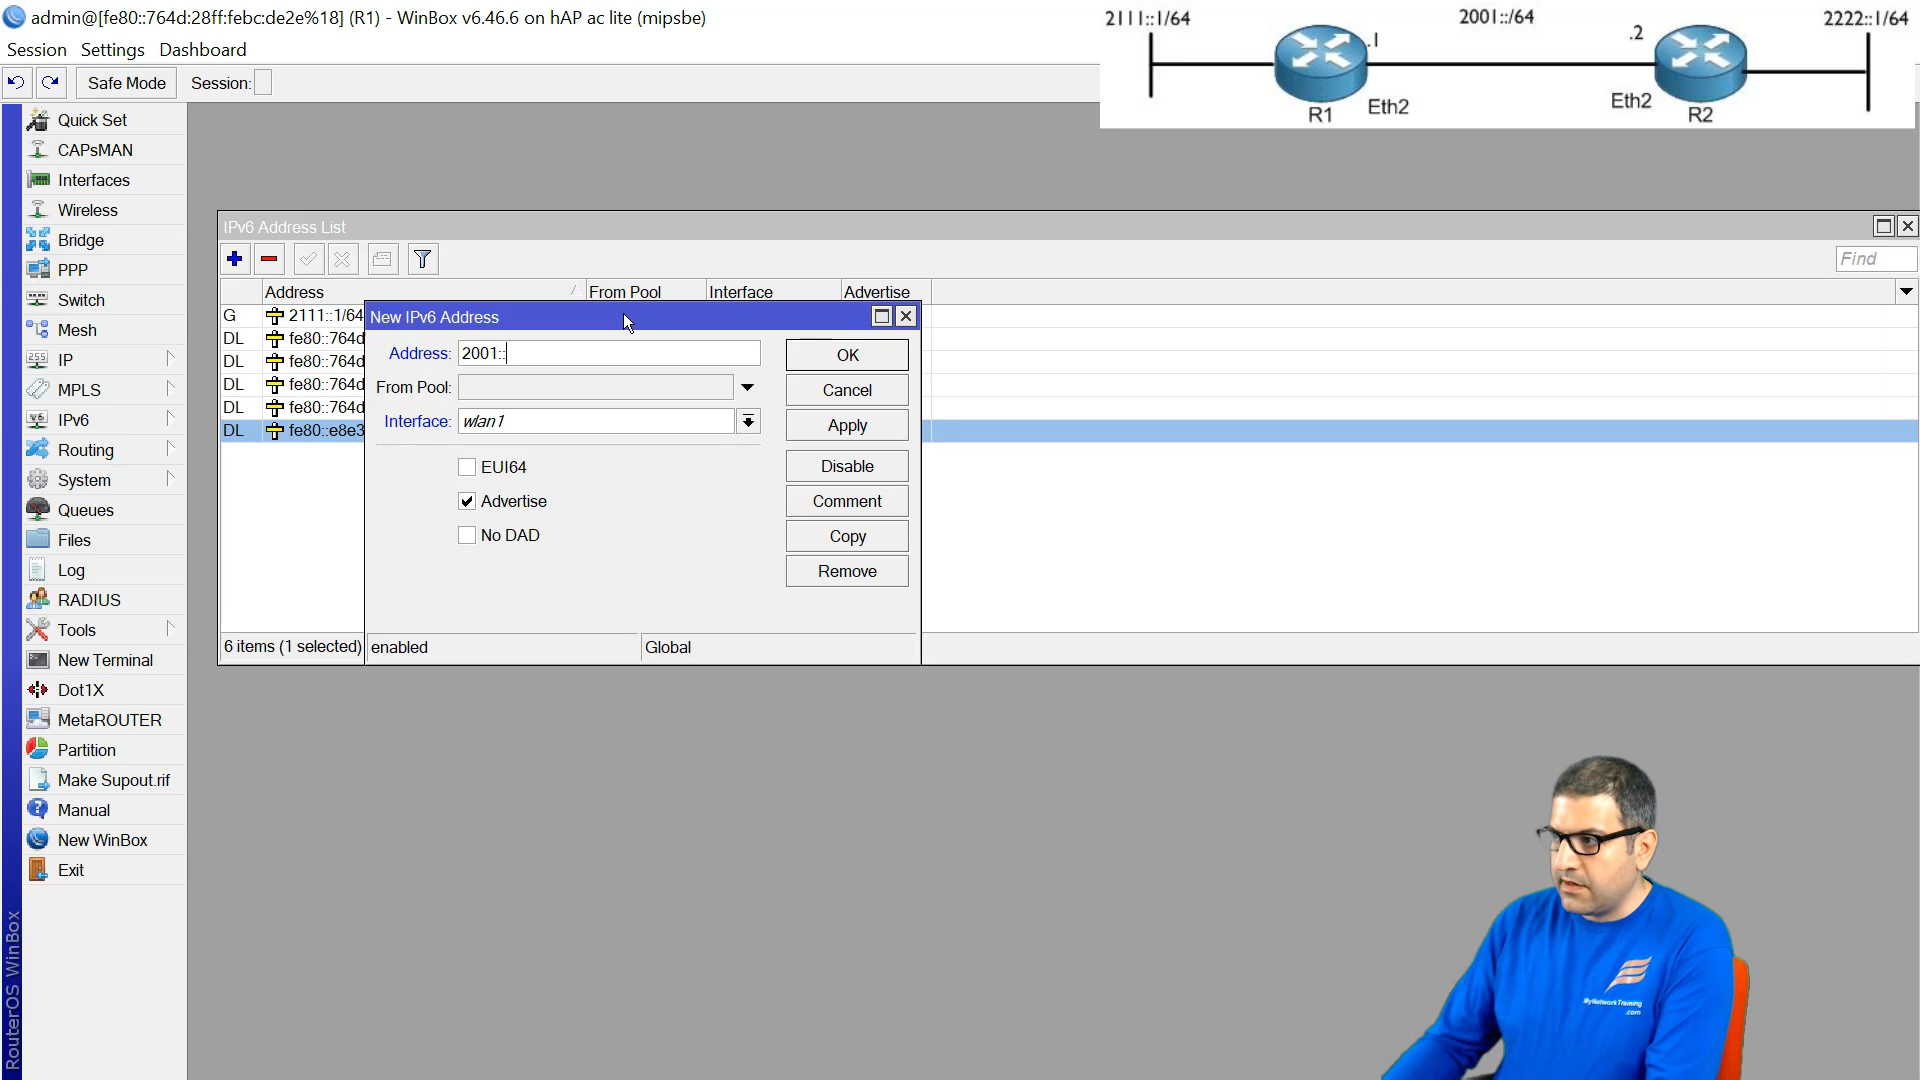 admin@[fe80::764d:28ff:febc:de2e%18] (R1) - WinBox v6.46.6 on hAP ac lite (mipsbe)
Session Settings Dashboard
Safe Mode Session:
2111::1/64 2001::/64 2222::1/64
.1 .2
Eth2 Eth2
R1 R2
Quick Set
CAPsMAN
Interfaces
Wireless
Bridge
PPP
Switch
Mesh
IP
MPLS
IPv6
Routing
System
Queues
Files
Log
RADIUS
Tools
New Terminal
Dot1X
MetaROUTER
Partition
Make Supout.rif
Manual
New WinBox
Exit
RouterOS WinBox
IPv6 Address List
Find
Address From Pool Interface Advertise
G 2111::1/64
DL fe80::764d
DL fe80::764d
DL fe80::764d
DL fe80::764d
DL fe80::e8e3
6 items (1 selected)
New IPv6 Address
Address: 2001::
From Pool:
Interface: wlan1
EUI64
Advertise
No DAD
OK
Cancel
Apply
Disable
Comment
Copy
Remove
enabled Global
MyNetworkTraining
.com